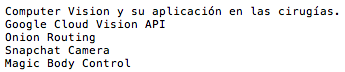 Computer Vision y su aplicación en las cirugías.
Google Cloud Vision API
Onion Routing
Snapchat Camera
Magic Body Control